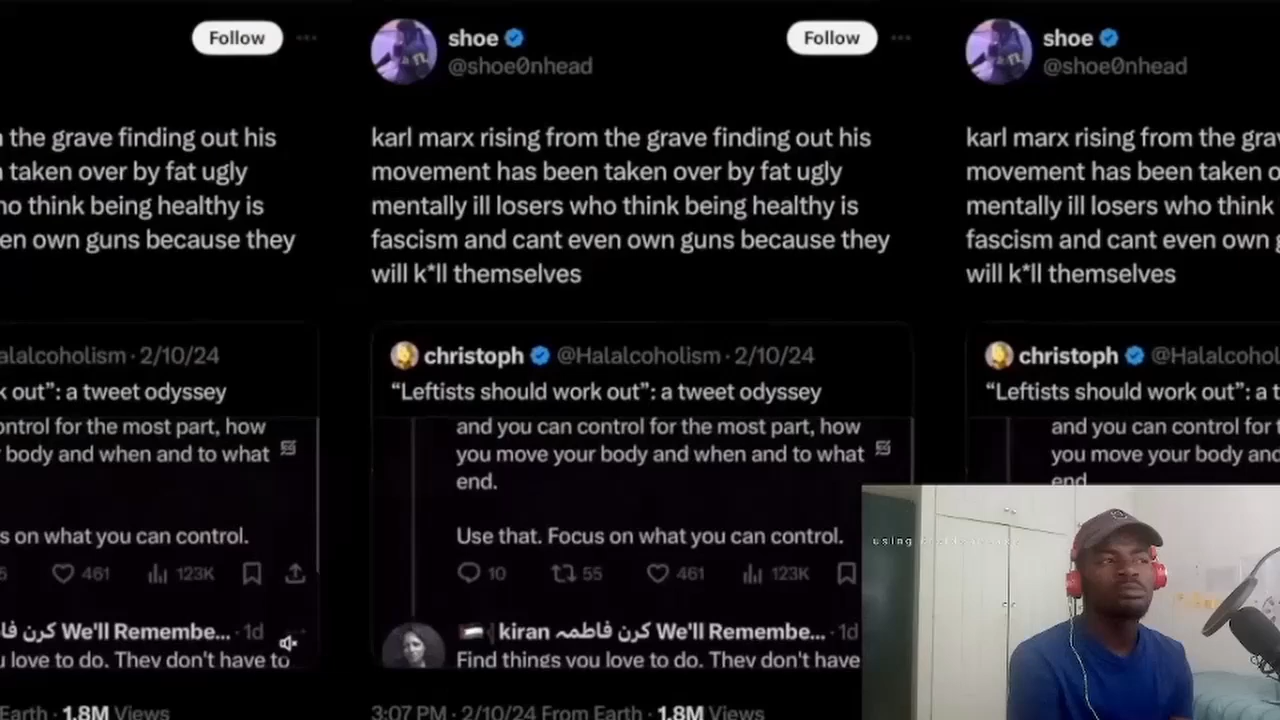 Follow
the grave finding out his
taken over by fat ugly
ho think being healthy is
en own guns because they
alalcoholism · 2/10/24
k out”: a tweet odyssey
ontrol for the most part, how
body and when and to what
s on what you can control.
5 461 123K
كرن فا We'll Remembe... · 1d
u love to do. They don't have to
Earth · 1.8M Views
shoe
Follow
@shoe0nhead
karl marx rising from the grave finding out his
movement has been taken over by fat ugly
mentally ill losers who think being healthy is
fascism and cant even own guns because they
will k*ll themselves
christoph @Halalcoholism · 2/10/24
“Leftists should work out”: a tweet odyssey
and you can control for the most part, how
you move your body and when and to what
end.
Use that. Focus on what you can control.
10 55 461 123K
kiran كرن فاطمہ We'll Remembe... · 1d
Find things you love to do. They don't have
3:07 PM · 2/10/24 From Earth · 1.8M Views
shoe
@shoe0nhead
karl marx rising from the grav
movement has been taken o
mentally ill losers who think
fascism and cant even own g
will k*ll themselves
christoph @Halalcohol
“Leftists should work out”: a t
and you can control for t
you move your body and
end
using